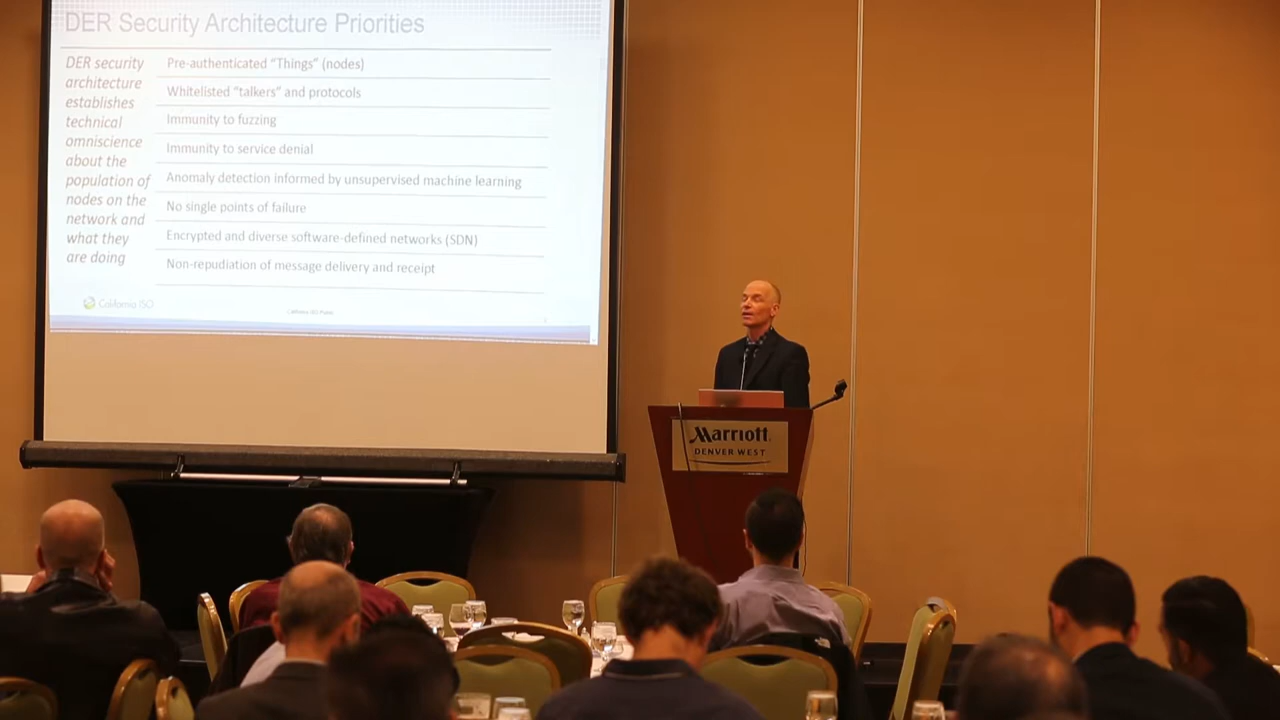 DER Security Architecture Priorities
DER security
architecture
establishes
technical
omniscience
about the
population of
nodes on the
network and
what they
are doing
Pre-authenticated “Things” (nodes)
Whitelisted “talkers” and protocols
Immunity to fuzzing
Immunity to service denial
Anomaly detection informed by unsupervised machine learning
No single points of failure
Encrypted and diverse software-defined networks (SDN)
Non-repudiation of message delivery and receipt
California ISO
California ISO Public
Marriott
DENVER WEST